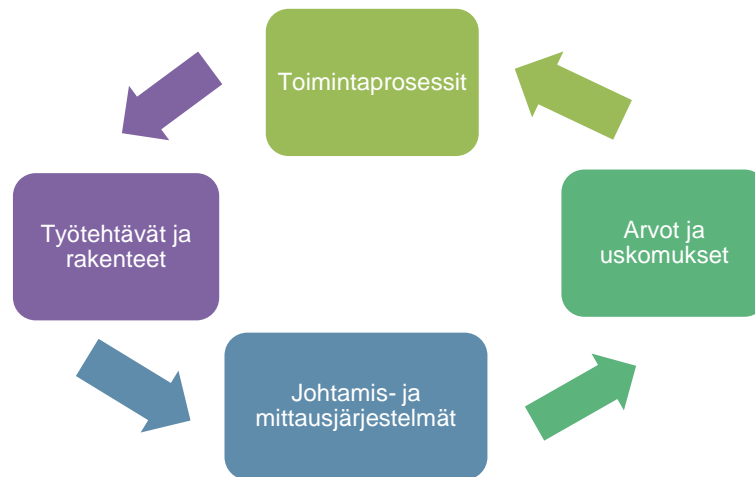 Toimintaprosessit
Työtehtävät ja
rakenteet
Arvot ja
uskomukset
Johtamis- ja
mittausjärjestelmät